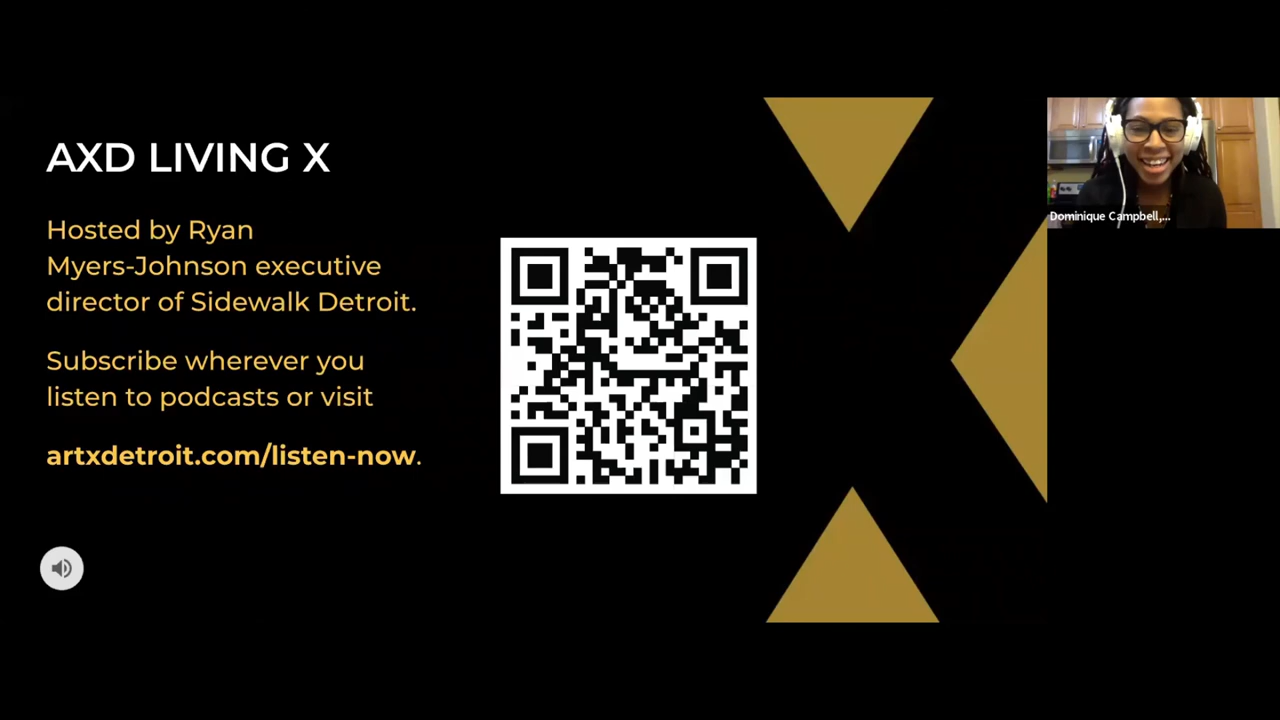 AXD LIVING X
Hosted by Ryan
Myers-Johnson executive
director of Sidewalk Detroit.
Subscribe wherever you
listen to podcasts or visit
artxdetroit.com/listen-now.
Dominique Campbell,...